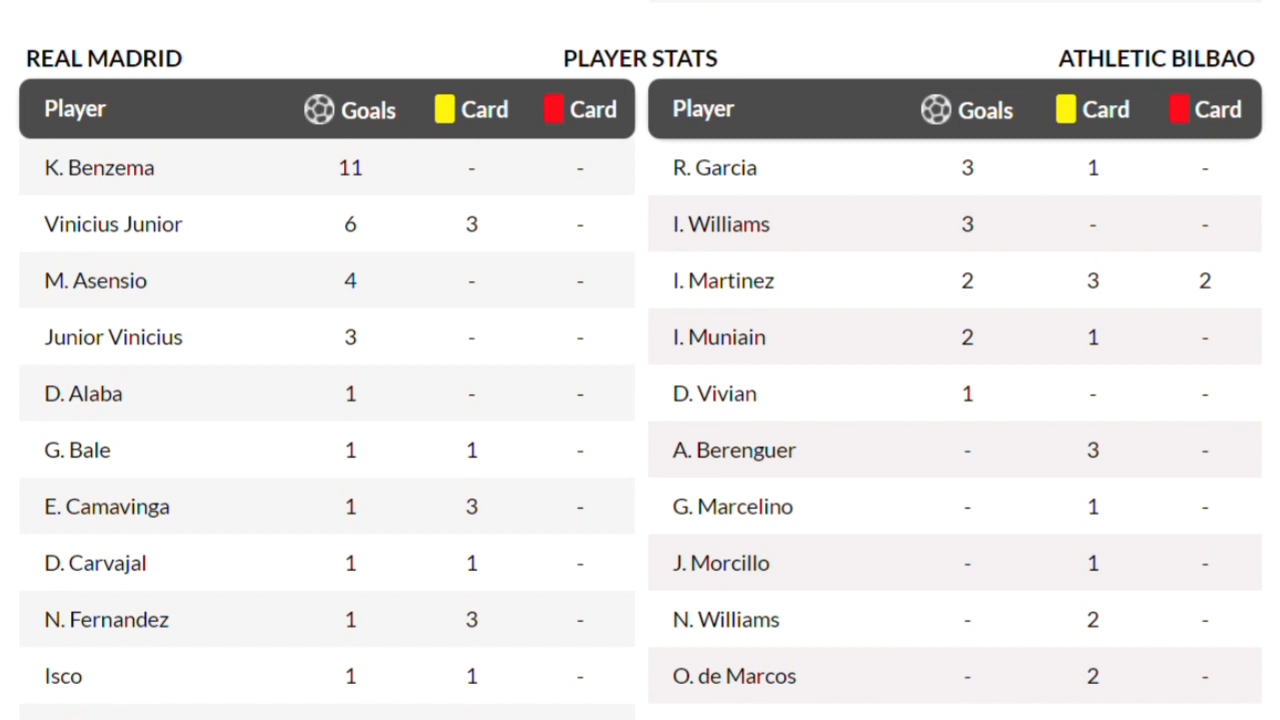 REAL MADRID PLAYER STATS ATHLETIC BILBAO
Player Goals Card Card Player Goals Card Card
K. Benzema 11 - - R. Garcia 3 1 -
Vinicius Junior 6 3 - I. Williams 3 - -
M. Asensio 4 - - I. Martinez 2 3 2
Junior Vinicius 3 - - I. Muniain 2 1 -
D. Alaba 1 - - D. Vivian 1 - -
G. Bale 1 1 - A. Berenguer - 3 -
E. Camavinga 1 3 - G. Marcelino - 1 -
D. Carvajal 1 1 - J. Morcillo - 1 -
N. Fernandez 1 3 - N. Williams - 2 -
Isco 1 1 - O. de Marcos - 2 -